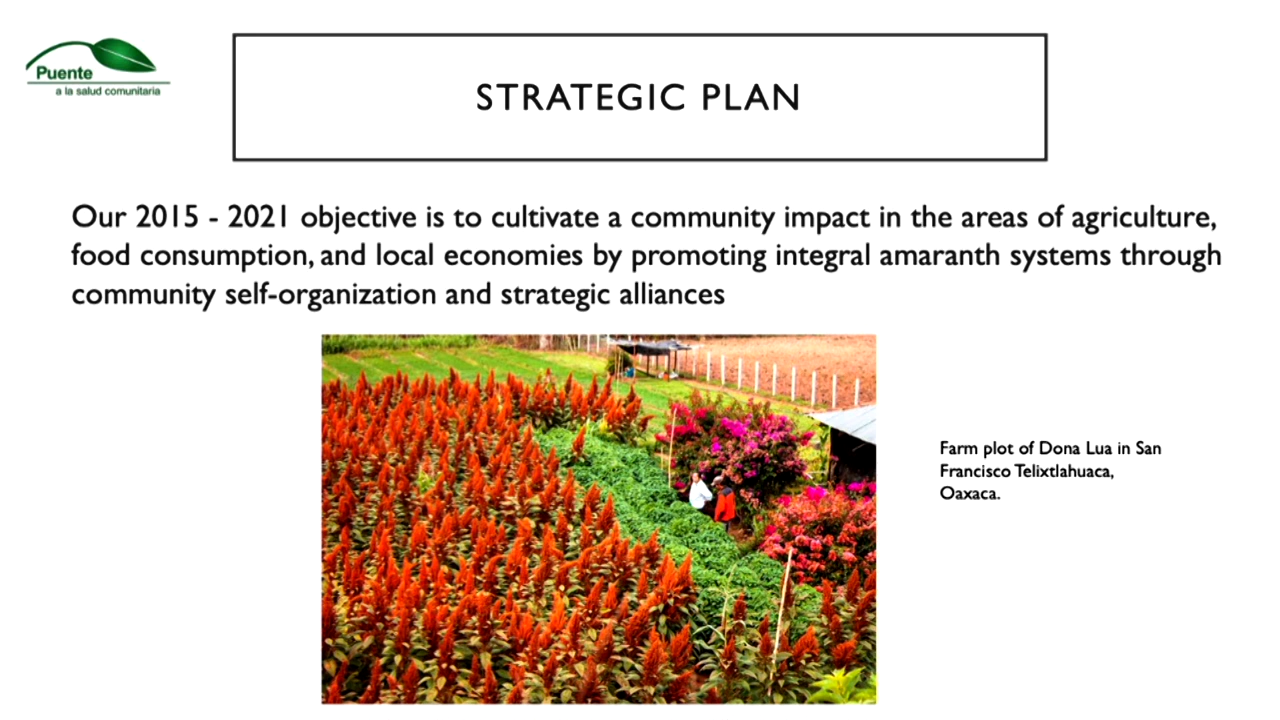 Puente
a la salud comunitaria
STRATEGIC PLAN
Our 2015 - 2021 objective is to cultivate a community impact in the areas of agriculture,
food consumption, and local economies by promoting integral amaranth systems through
community self-organization and strategic alliances
Farm plot of Dona Lua in San
Francisco Telixtlahuaca,
Oaxaca.